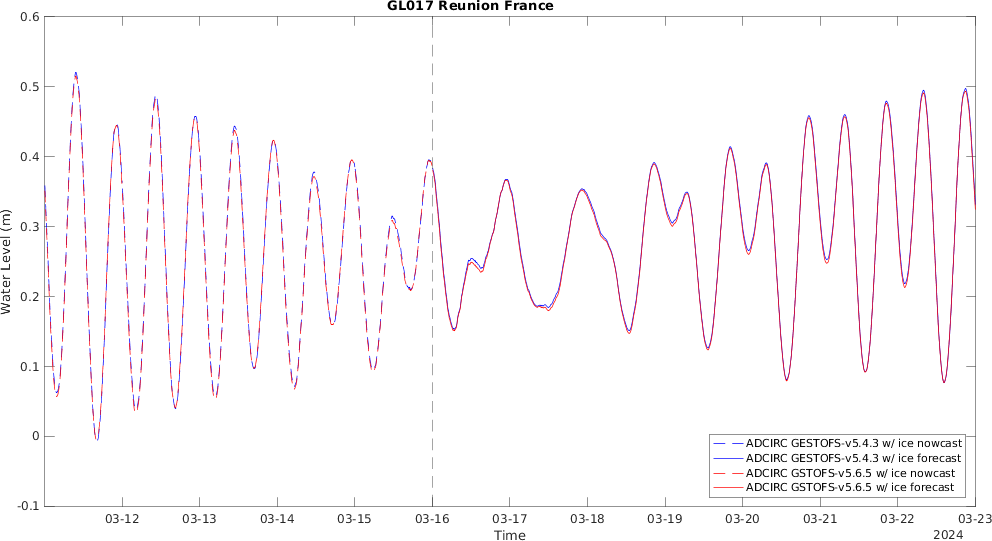 GL017 Reunion France
0.6
0.5
0.4
0.3
0.2
0.1
0
-0.1
Water Level (m)
ADCIRC GESTOFS-v5.4.3 w/ ice nowcast
ADCIRC GESTOFS-v5.4.3 w/ ice forecast
ADCIRC GSTOFS-v5.6.5 w/ ice nowcast
ADCIRC GSTOFS-v5.6.5 w/ ice forecast
03-12 03-13 03-14 03-15 03-16 03-17 03-18 03-19 03-20 03-21 03-22 03-23
Time
2024